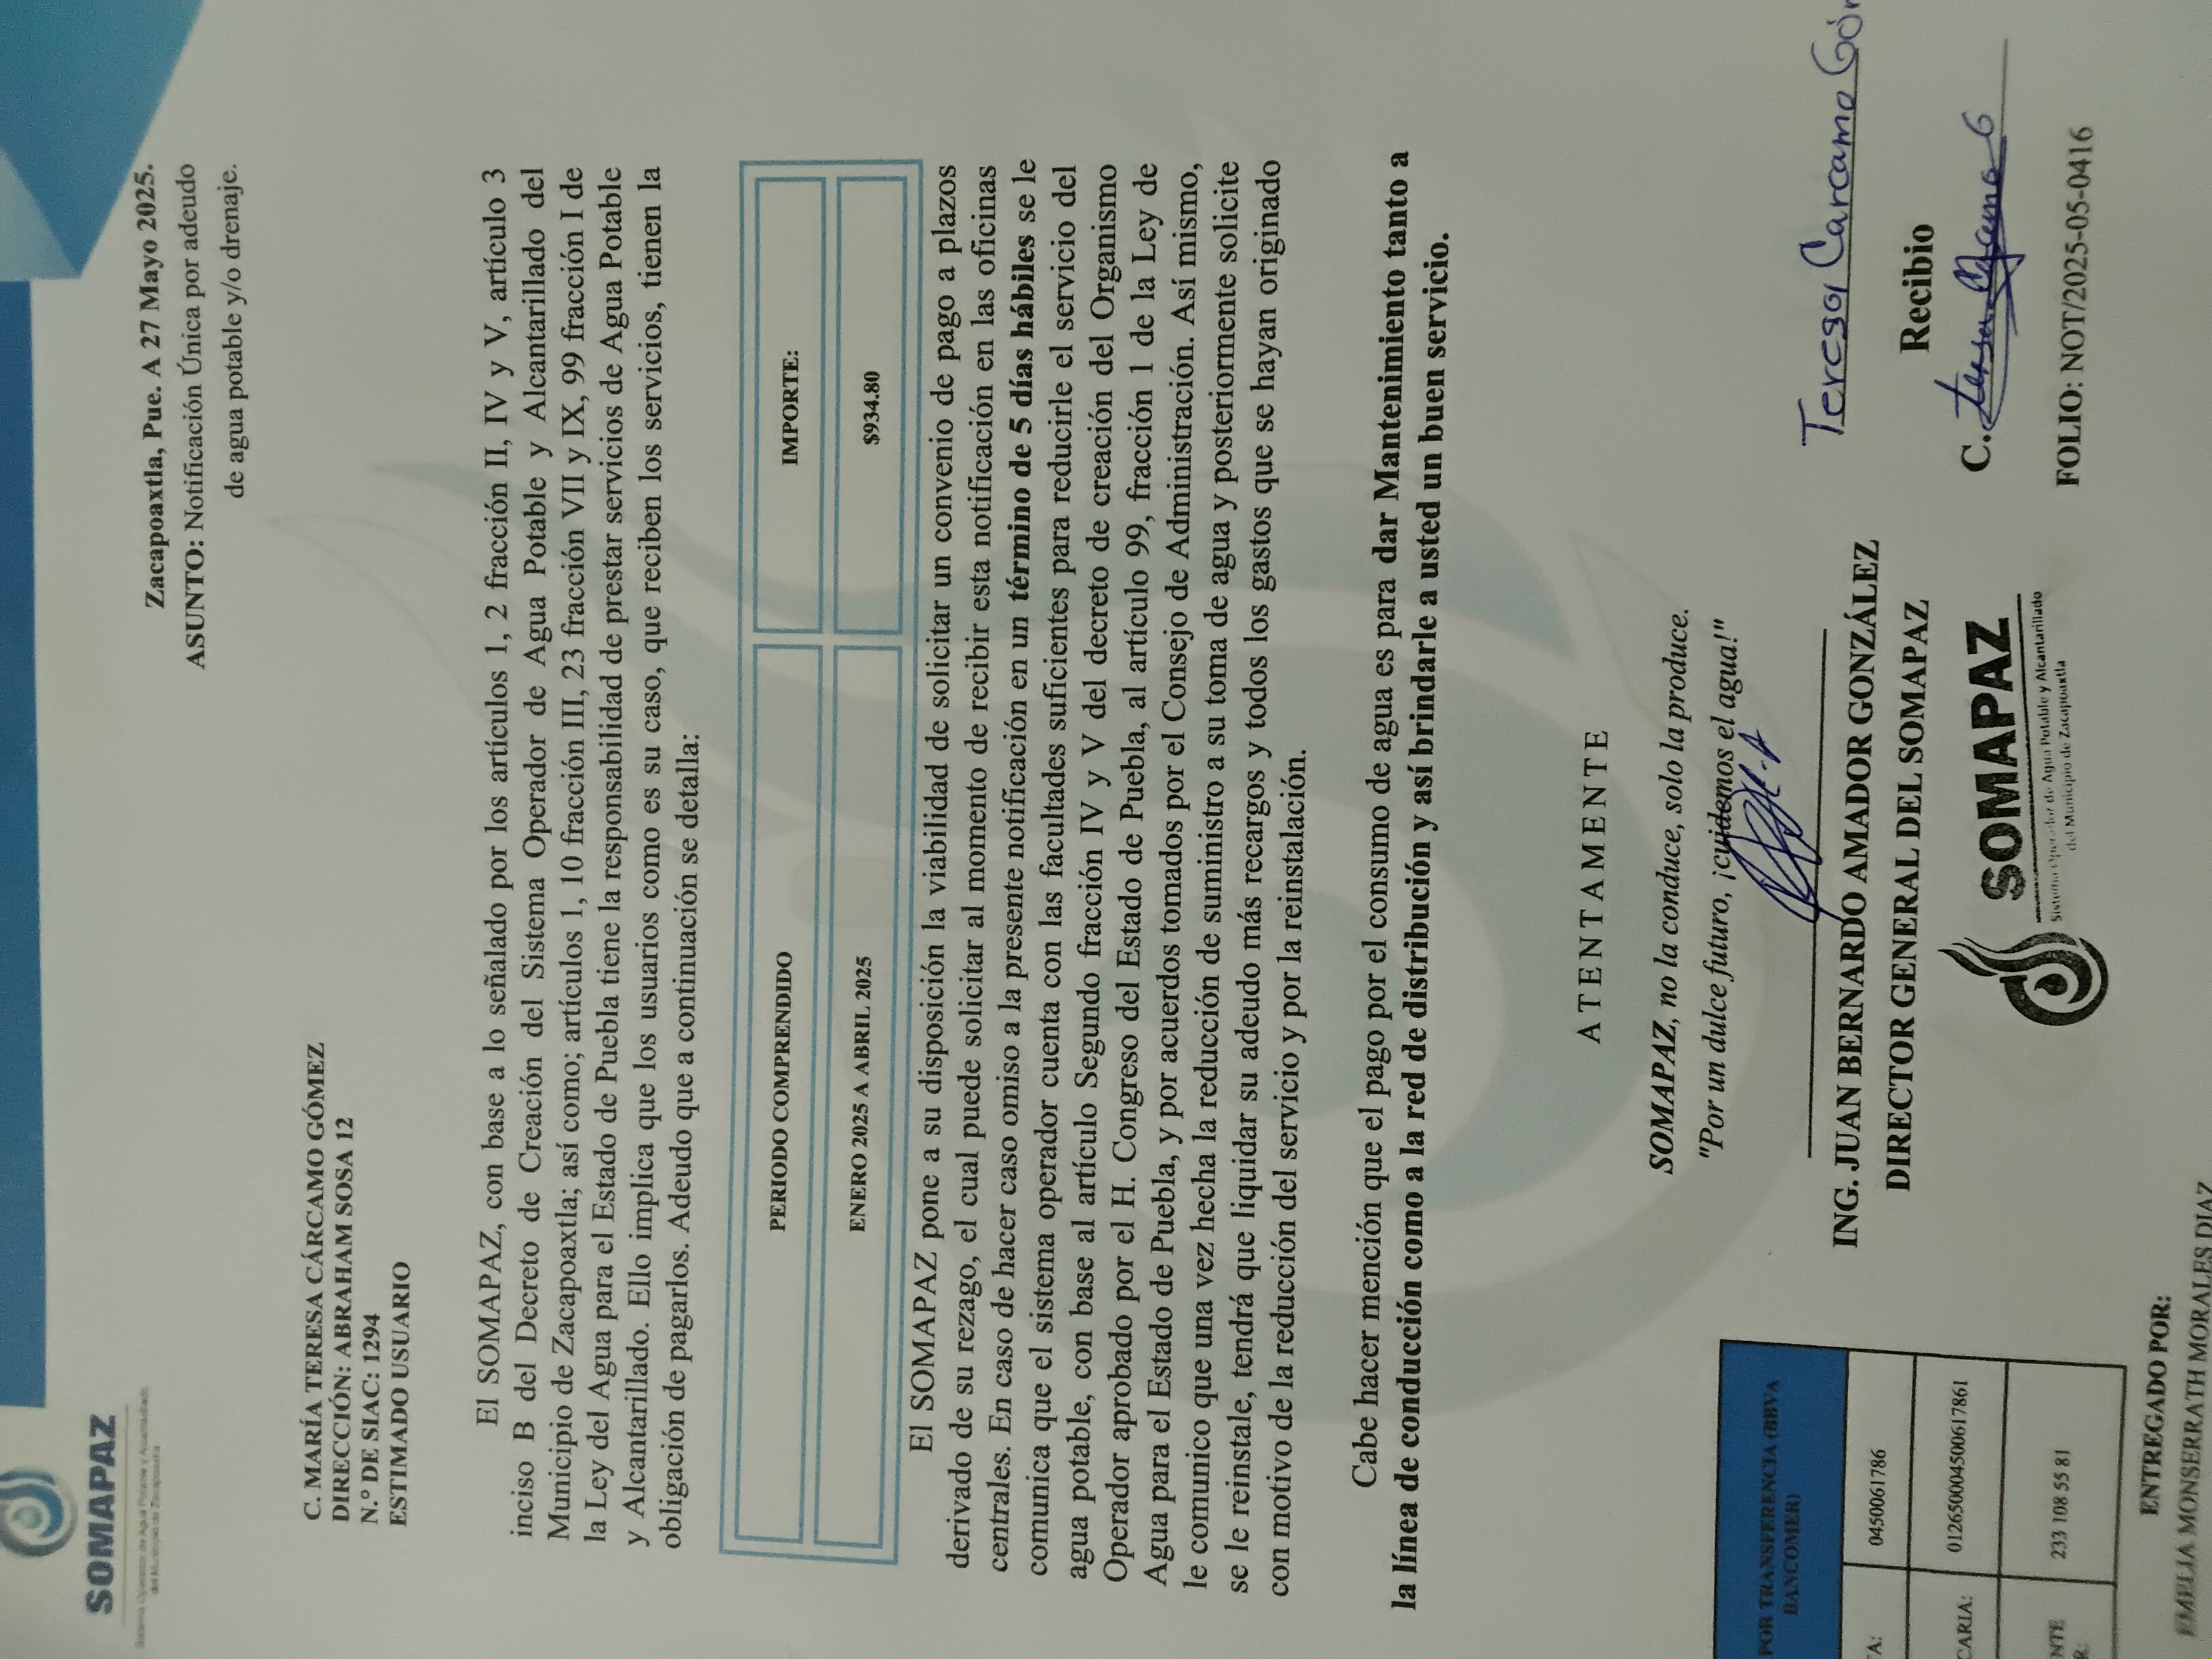 SOMAPAZ
Sistema Operador de Agua Potable y Alcantarillado
del Municipio de Zacapoaxtla
Zacapoaxtla, Pue. A 27 Mayo 2025.
ASUNTO: Notificación Única por adeudo
de agua potable y/o drenaje.
C. MARÍA TERESA CÁRCAMO GÓMEZ
DIRECCIÓN: ABRAHAM SOSA 12
N.º DE SIAC: 1294
ESTIMADO USUARIO
El SOMAPAZ, con base a lo señalado por los artículos 1, 2 fracción II, IV y V, artículo 3
inciso B del Decreto de Creación del Sistema Operador de Agua Potable y Alcantarillado del
Municipio de Zacapoaxtla; así como; artículos 1, 10 fracción III, 23 fracción VII y IX, 99 fracción I de
la Ley del Agua para el Estado de Puebla tiene la responsabilidad de prestar servicios de Agua Potable
y Alcantarillado. Ello implica que los usuarios como es su caso, que reciben los servicios, tienen la
obligación de pagarlos. Adeudo que a continuación se detalla:
PERIODO COMPRENDIDO
IMPORTE:
ENERO 2025 A ABRIL 2025
$934.80
El SOMAPAZ pone a su disposición la viabilidad de solicitar un convenio de pago a plazos
derivado de su rezago, el cual puede solicitar al momento de recibir esta notificación en las oficinas
centrales. En caso de hacer caso omiso a la presente notificación en un término de 5 días hábiles se le
comunica que el sistema operador cuenta con las facultades suficientes para reducirle el servicio del
agua potable, con base al artículo Segundo fracción IV y V del decreto de creación del Organismo
Operador aprobado por el H. Congreso del Estado de Puebla, al artículo 99, fracción 1 de la Ley de
Agua para el Estado de Puebla, y por acuerdos tomados por el Consejo de Administración. Así mismo,
le comunico que una vez hecha la reducción de suministro a su toma de agua y posteriormente solicite
se le reinstale, tendrá que liquidar su adeudo más recargos y todos los gastos que se hayan originado
con motivo de la reducción del servicio y por la reinstalación.
Cabe hacer mención que el pago por el consumo de agua es para dar Mantenimiento tanto a
la línea de conducción como a la red de distribución y así brindarle a usted un buen servicio.
ATENTAMENTE
SOMAPAZ, no la conduce, solo la produce.
"Por un dulce futuro, ¡cuidemos el agua!"
ING. JUAN BERNARDO AMADOR GONZÁLEZ
DIRECTOR GENERAL DEL SOMAPAZ
SOMAPAZ
Sistema Operador de Agua Potable y Alcantarillado
del Municipio de Zacapoaxtla
POR TRANSFERENCIA (BBVA
BANCOMER)
TA:
0450061786
CARIA:
012650004500617861
NTE
R:
233 108 55 81
ENTREGADO POR:
EMELIA MONSERRATH MORALES DIAZ
Teresa Carcamo Góm
Recibio
C. Teresa Carcamo G
FOLIO: NOT/2025-05-0416